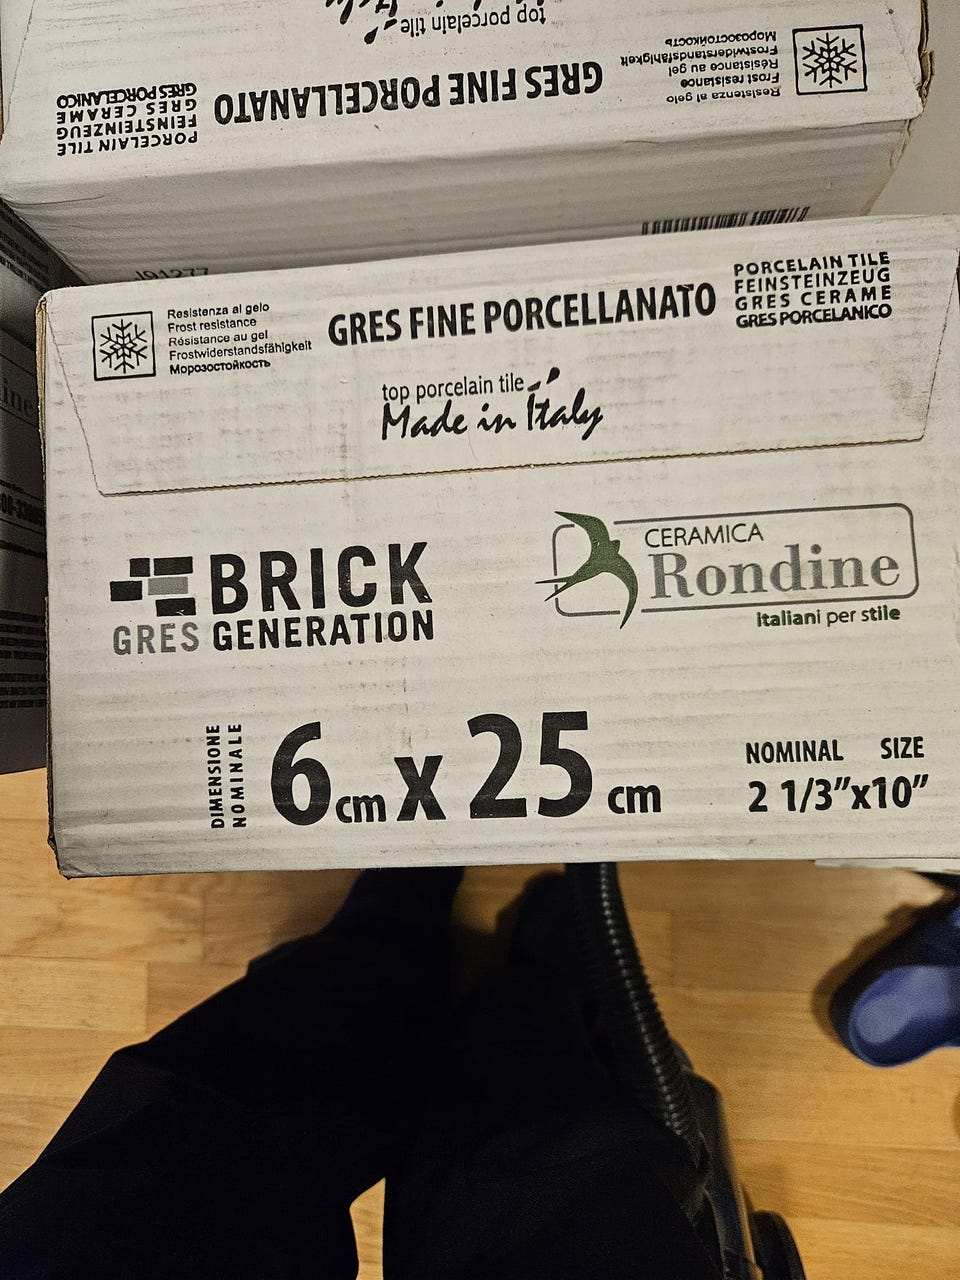 top porcelain tile
GRES FINE PORCELLANATO
Resistenza al gelo
Frost resistance
Résistance au gel
Frostwiderstandsfähigkeit
Морозостойкость
PORCELAIN TILE
FEINSTEINZEUG
GRES CERAME
GRES PORCELANICO
Resistenza al gelo
Frost resistance
Résistance au gel
Frostwiderstandsfähigkeit
Морозостойкость
GRES FINE PORCELLANATO
PORCELAIN TILE
FEINSTEINZEUG
GRES CERAME
GRES PORCELANICO
top porcelain tile
Made in Italy
BRICK
GRES GENERATION
CERAMICA
Rondine
italiani per stile
DIMENSIONE
NOMINALE
6 cm x 25 cm
NOMINAL SIZE
2 1/3"x10"